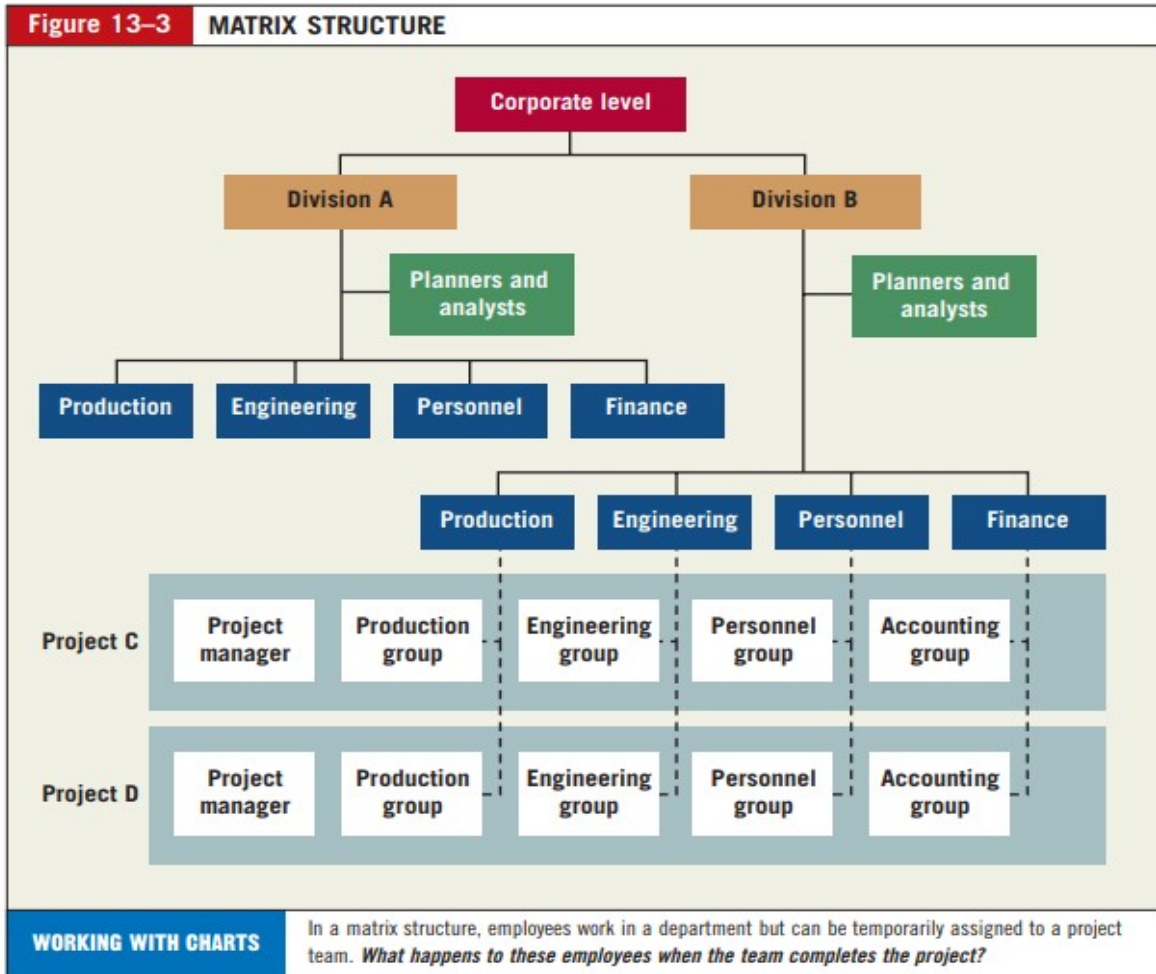 Figure 13–3 MATRIX STRUCTURE
Corporate level
Division A Division B
Planners and
analysts
Planners and
analysts
Production Engineering Personnel Finance
Production Engineering Personnel Finance
Project C
Project
manager
Production
group
Engineering
group
Personnel
group
Accounting
group
Project D
Project
manager
Production
group
Engineering
group
Personnel
group
Accounting
group
WORKING WITH CHARTS
In a matrix structure, employees work in a department but can be temporarily assigned to a project
team. What happens to these employees when the team completes the project?